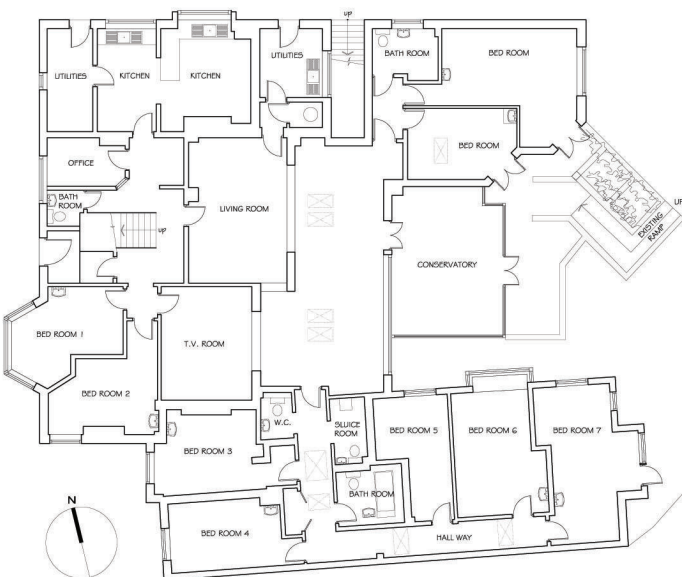 up
UTILITIES
KITCHEN
KITCHEN
UTILITIES
BATH ROOM
BED ROOM
OFFICE
BED ROOM
BATH
ROOM
up
LIVING ROOM
UP
EXISTING
RAMP
CONSERVATORY
BED ROOM 1
T.V. ROOM
BED ROOM 2
W.C.
SLUICE
ROOM
BED ROOM 5
BED ROOM 6
BED ROOM 7
BED ROOM 3
BATH ROOM
N
BED ROOM 4
HALL WAY